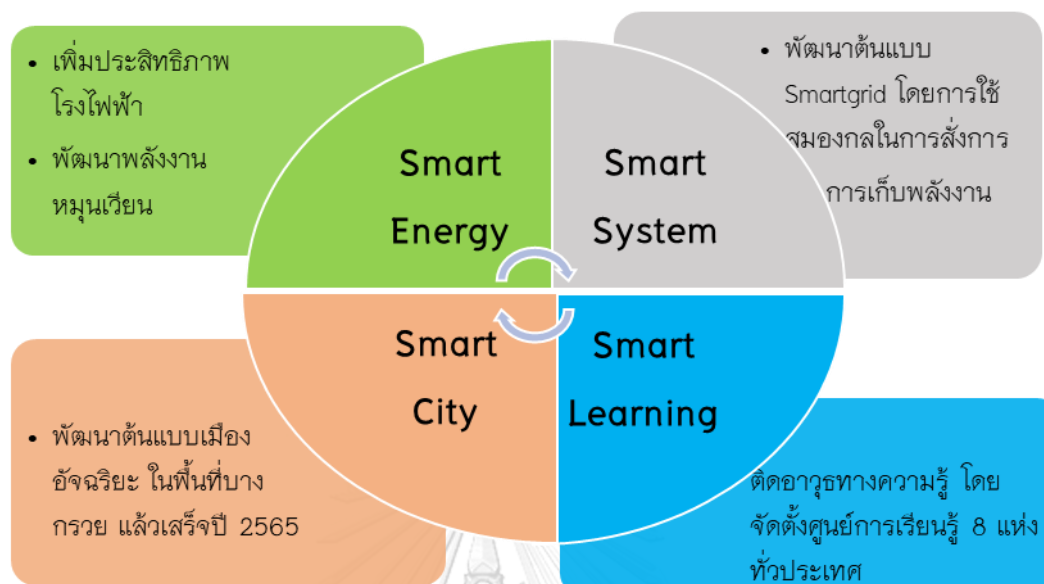 • เพิ่มประสิทธิภาพ
โรงไฟฟ้า
• พัฒนาพลังงาน
หมุนเวียน
Smart
Energy
Smart
System
• พัฒนาต้นแบบ
Smartgrid โดยการใช้
สมองกลในการสั่งการ
การเก็บพลังงาน
Smart
City
Smart
Learning
• พัฒนาต้นแบบเมือง
อัจฉริยะ ในพื้นที่บาง
กรวย แล้วเสร็จปี 2565
ติดอาวุธทางความรู้ โดย
จัดตั้งศูนย์การเรียนรู้ 8 แห่ง
ทั่วประเทศ